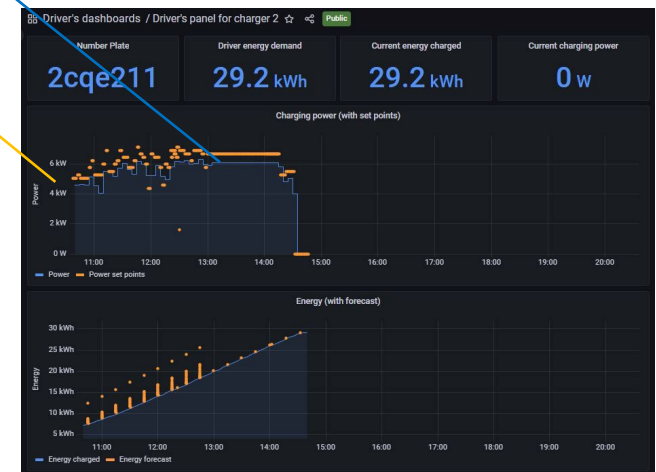 Driver's dashboards / Driver's panel for charger 2 Public
Number Plate
2cqe211
Driver energy demand
29.2 kWh
Current energy charged
29.2 kWh
Current charging power
0 W
Charging power (with set points)
Power
6 kW
4 kW
2 kW
0 W
11:00 12:00 13:00 14:00 15:00 16:00 17:00 18:00 19:00 20:00
Power Power set points
Energy (with forecast)
Energy
30 kWh
25 kWh
20 kWh
15 kWh
10 kWh
5 kWh
11:00 12:00 13:00 14:00 15:00 16:00 17:00 18:00 19:00 20:00
Energy charged Energy forecast